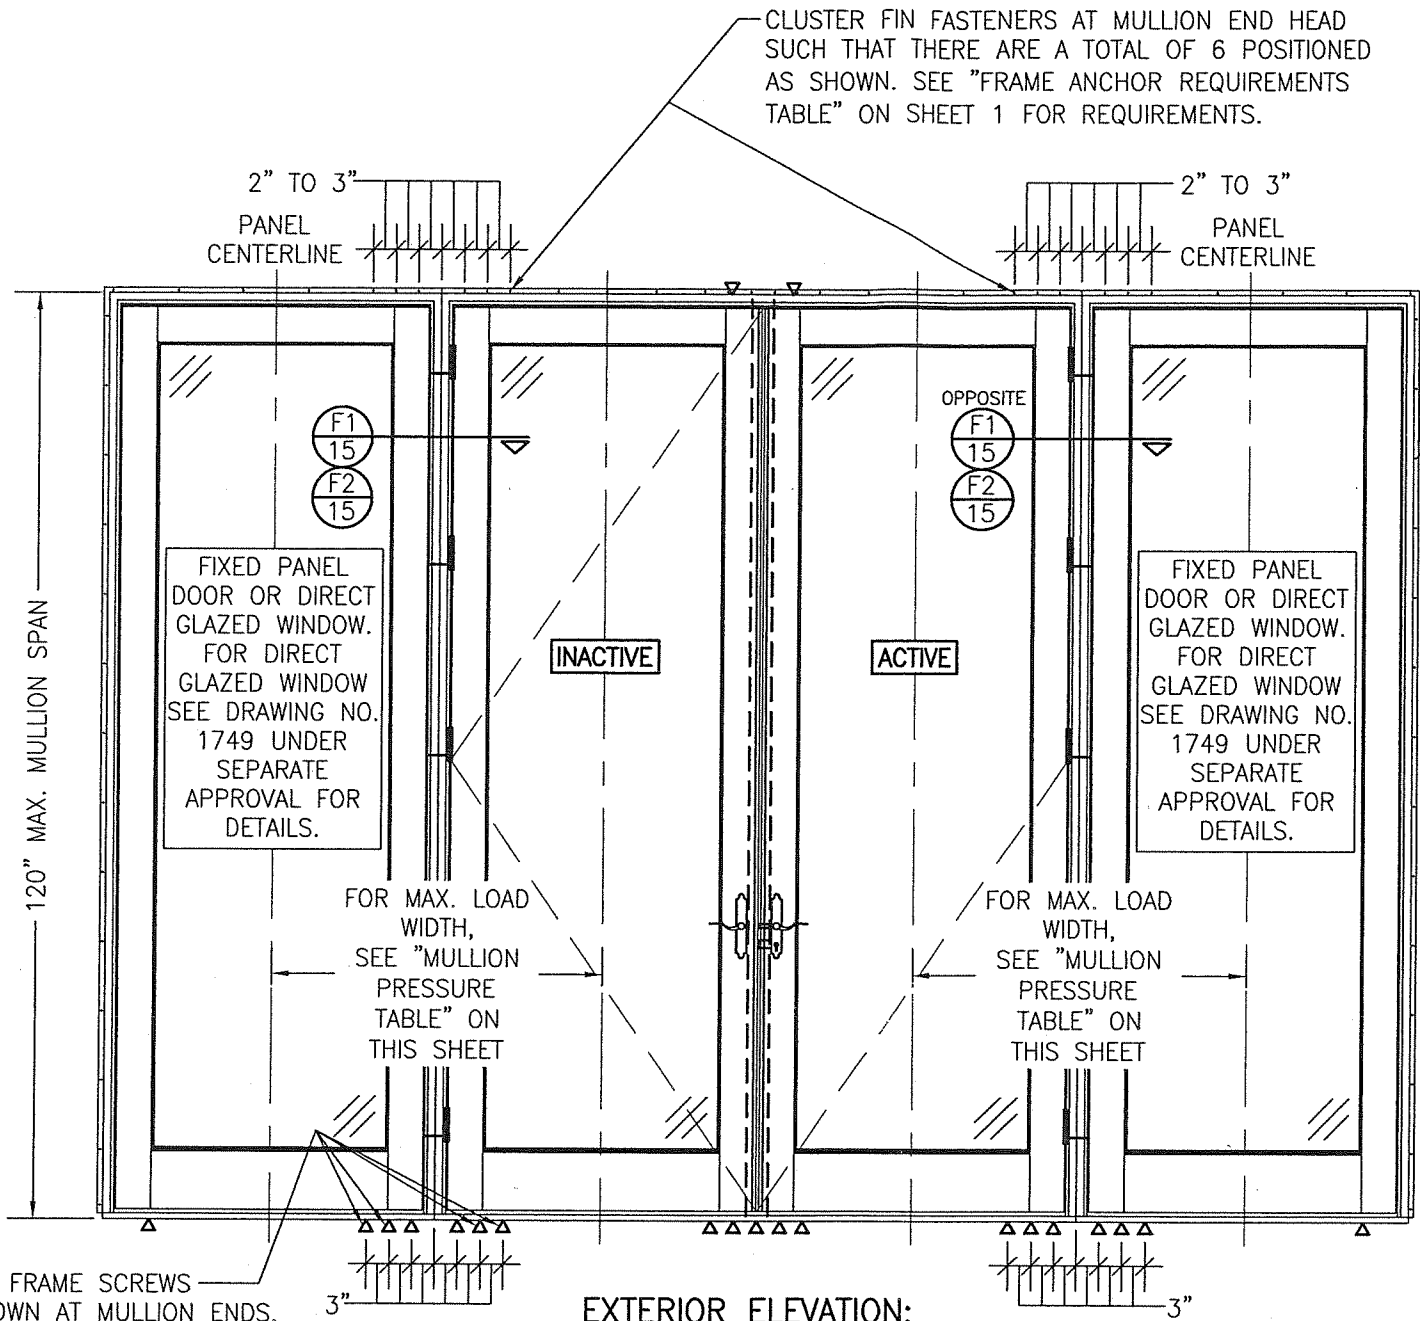 CLUSTER FIN FASTENERS AT MULLION END HEAD
SUCH THAT THERE ARE A TOTAL OF 6 POSITIONED
AS SHOWN. SEE "FRAME ANCHOR REQUIREMENTS
TABLE" ON SHEET 1 FOR REQUIREMENTS.
2" TO 3"
PANEL
CENTERLINE
2" TO 3"
PANEL
CENTERLINE
120" MAX. MULLION SPAN
F1
15
F2
15
OPPOSITE
F1
15
F2
15
FIXED PANEL
DOOR OR DIRECT
GLAZED WINDOW.
FOR DIRECT
GLAZED WINDOW
SEE DRAWING NO.
1749 UNDER
SEPARATE
APPROVAL FOR
DETAILS.
INACTIVE
ACTIVE
FIXED PANEL
DOOR OR DIRECT
GLAZED WINDOW.
FOR DIRECT
GLAZED WINDOW
SEE DRAWING NO.
1749 UNDER
SEPARATE
APPROVAL FOR
DETAILS.
FOR MAX. LOAD
WIDTH,
SEE "MULLION
PRESSURE
TABLE" ON
THIS SHEET
FOR MAX. LOAD
WIDTH,
SEE "MULLION
PRESSURE
TABLE" ON
THIS SHEET
FRAME SCREWS
OWN AT MULLION ENDS.
3"
EXTERIOR ELEVATION:
3"